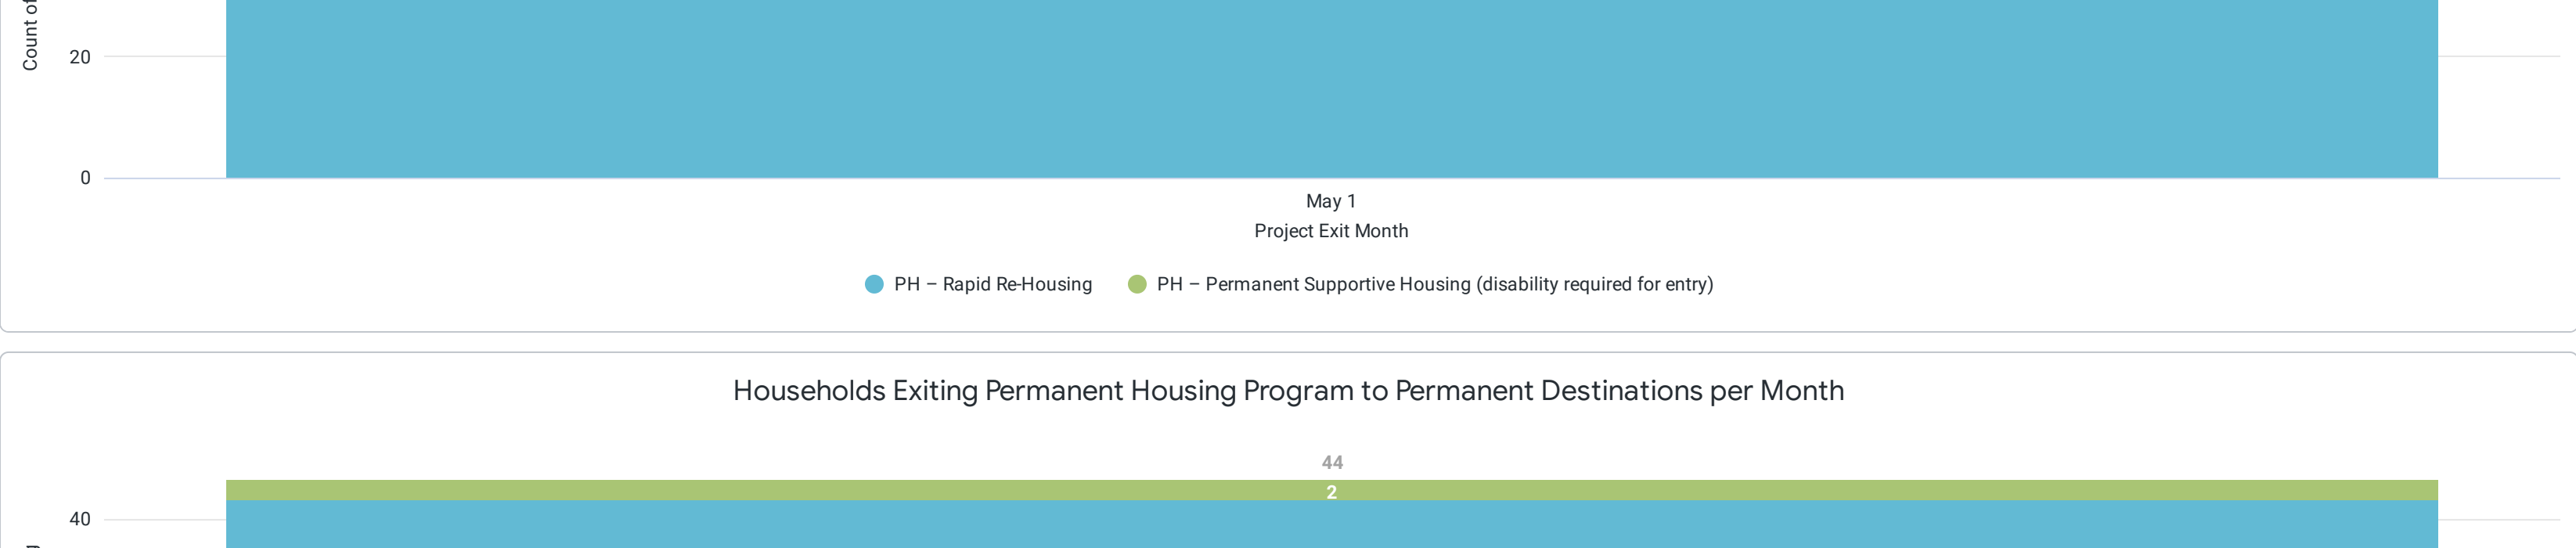 Count of
20
0
May 1
Project Exit Month
PH – Rapid Re-Housing
PH – Permanent Supportive Housing (disability required for entry)
Households Exiting Permanent Housing Program to Permanent Destinations per Month
44
2
40